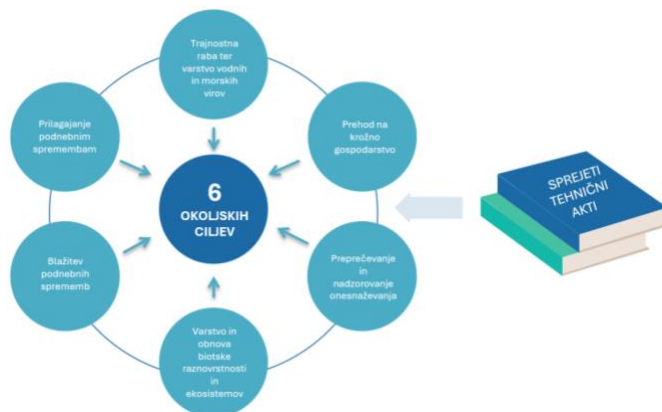 Trajnostna
raba ter
varstvo vodnih
in morskih
virov
Prilagajanje
podnebnim
spremembam
Prehod na
krožno
gospodarstvo
6
OKOLJSKIH
CILJEV
SPREJETI
TEHNIČNI
AKTI
Blažitev
podnebnih
sprememb
Preprečevanje
in
nadzorovanje
onesnaževanja
Varstvo in
obnova
biotske
raznovrstnosti
in
ekosistemov